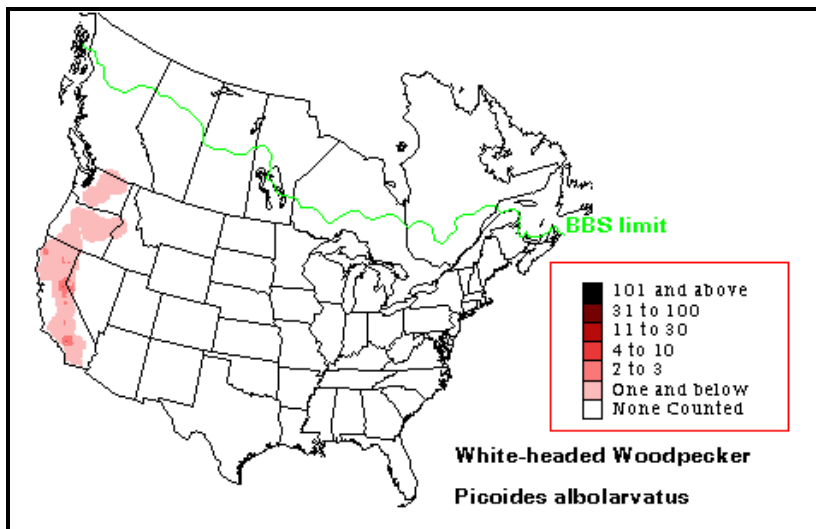 BBS limit
101 and above
31 to 100
11 to 30
4 to 10
2 to 3
One and below
None Counted
White-headed Woodpecker
Picoides albolarvatus